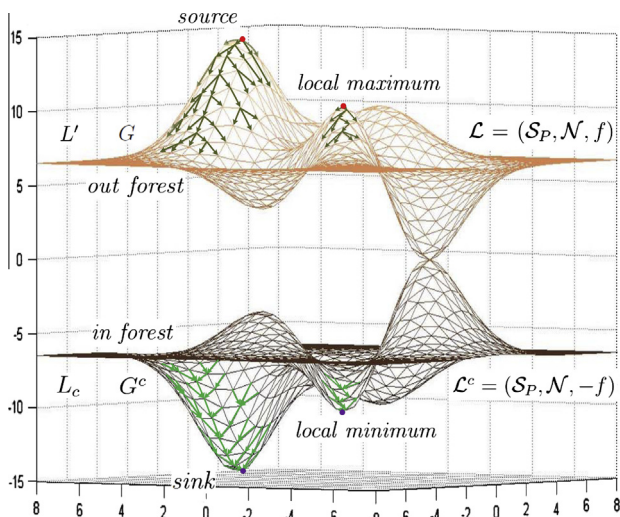 source
15
local maximum
10
L′ G ℒ = (𝒮_P, 𝒩, f)
out forest
5
0
-5
in forest
L_c G^c ℒ^c = (𝒮_P, 𝒩, -f)
-10
local minimum
sink
-15
8 6 4 2 0 -2 -4 -6 -8 -6 -4 -2 0 2 4 6 8